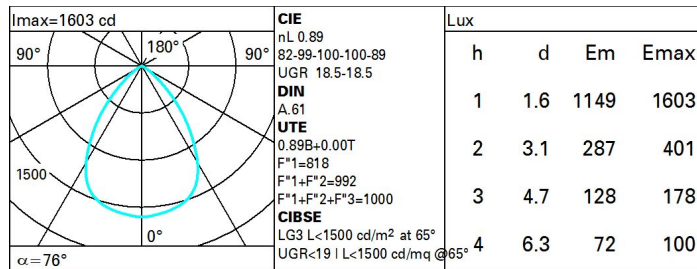 Imax=1603 cd
90° 180° 90°
1500
0°
α=76°
CIE
nL 0.89
82-99-100-100-89
UGR 18.5-18.5
DIN
A.61
UTE
0.89B+0.00T
F"1=818
F"1+F"2=992
F"1+F"2+F"3=1000
CIBSE
LG3 L<1500 cd/m² at 65°
UGR<19 | L<1500 cd/mq @65°
Lux
h d Em Emax
1 1.6 1149 1603
2 3.1 287 401
3 4.7 128 178
4 6.3 72 100